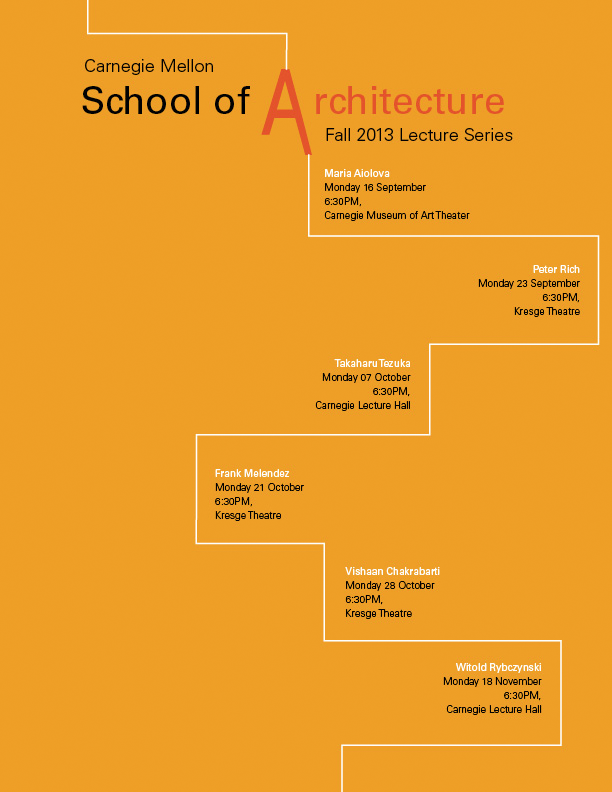 Carnegie Mellon
School of Architecture
Fall 2013 Lecture Series
Maria Aiolova
Monday 16 September
6:30PM,
Carnegie Museum of Art Theater
Peter Rich
Monday 23 September
6:30PM,
Kresge Theatre
Takaharu Tezuka
Monday 07 October
6:30PM,
Carnegie Lecture Hall
Frank Melendez
Monday 21 October
6:30PM,
Kresge Theatre
Vishaan Chakrabarti
Monday 28 October
6:30PM,
Kresge Theatre
Witold Rybczynski
Monday 18 November
6:30PM,
Carnegie Lecture Hall